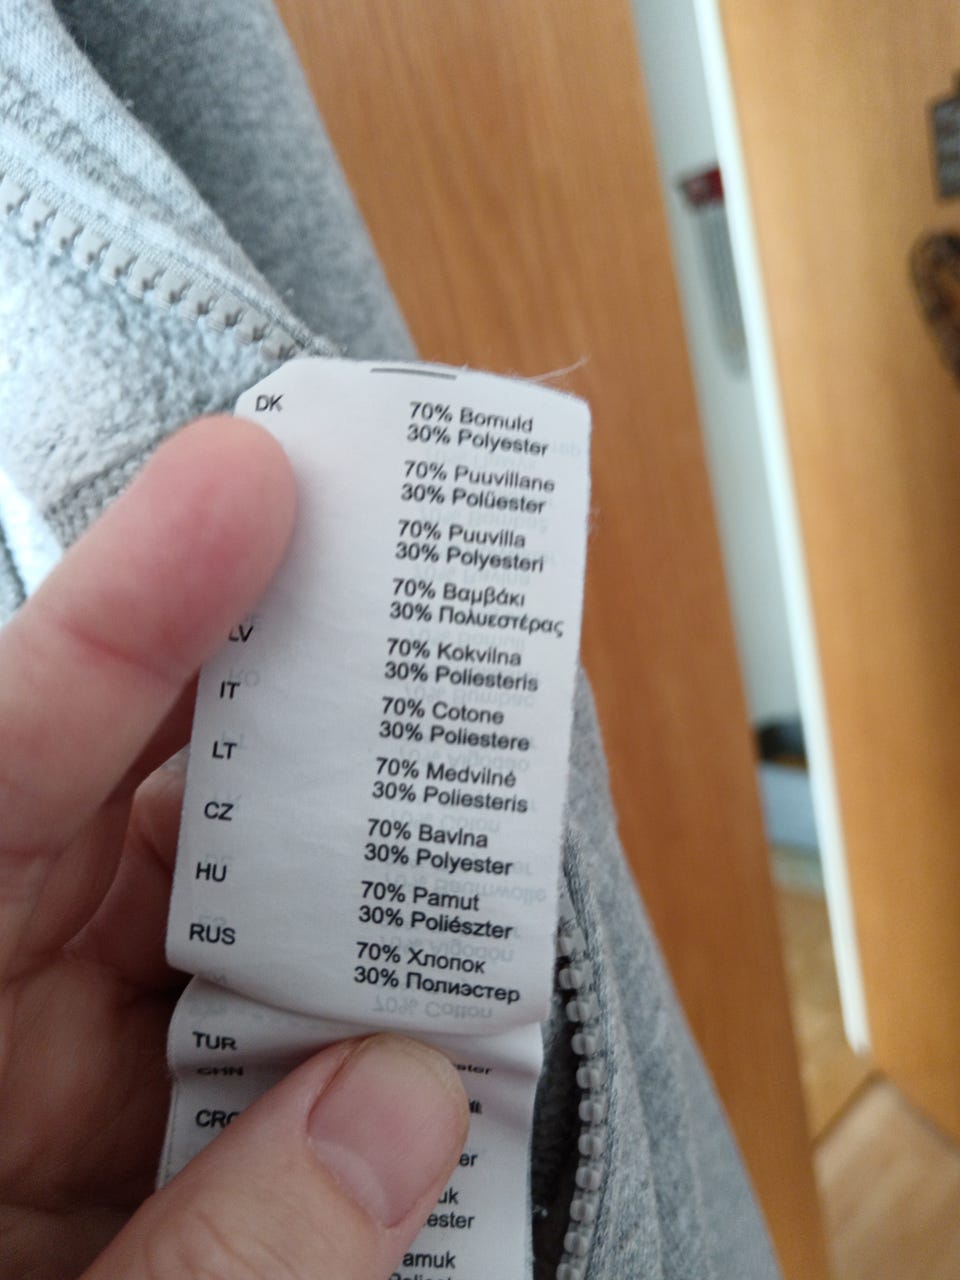 DK 70% Bomuld
30% Polyester
70% Puuvillane
30% Polüester
70% Puuvilla
30% Polyesteri
70% Βαμβάκι
30% Πολυεστέρας
LV 70% Kokvilna
30% Poliesteris
IT 70% Cotone
30% Poliestere
LT 70% Medvilné
30% Poliesteris
CZ 70% Bavlna
30% Polyester
HU 70% Pamut
30% Poliészter
RUS 70% Хлопок
30% Полиэстер
TUR
CHN